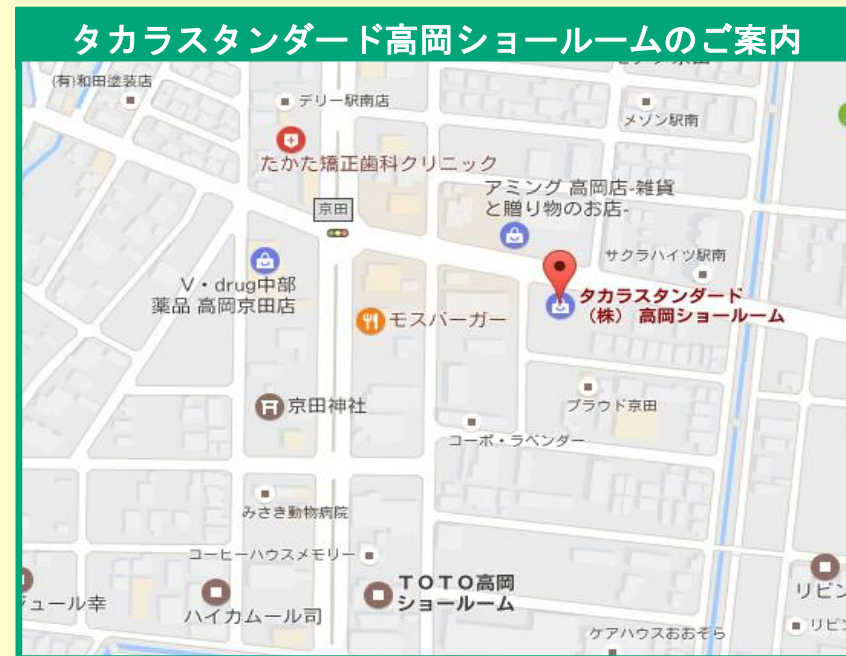 タカラスタンダード高岡ショールームのご案内
(有)和田塗装店
デリー駅南店
メゾン駅南
たかた矯正歯科クリニック
アミング 高岡店-雑貨
と贈り物のお店-
京田
サクラハイツ駅南
V・drug中部
薬品 高岡京田店
タカラスタンダード
（株） 高岡ショールーム
モスバーガー
京田神社
プラウド京田
コーポ・ラベンダー
みさき動物病院
コーヒーハウスメモリー
TOTO高岡
ショールーム
ュール幸
ハイカムール司
リビン
リビ
ケアハウスおおぞら